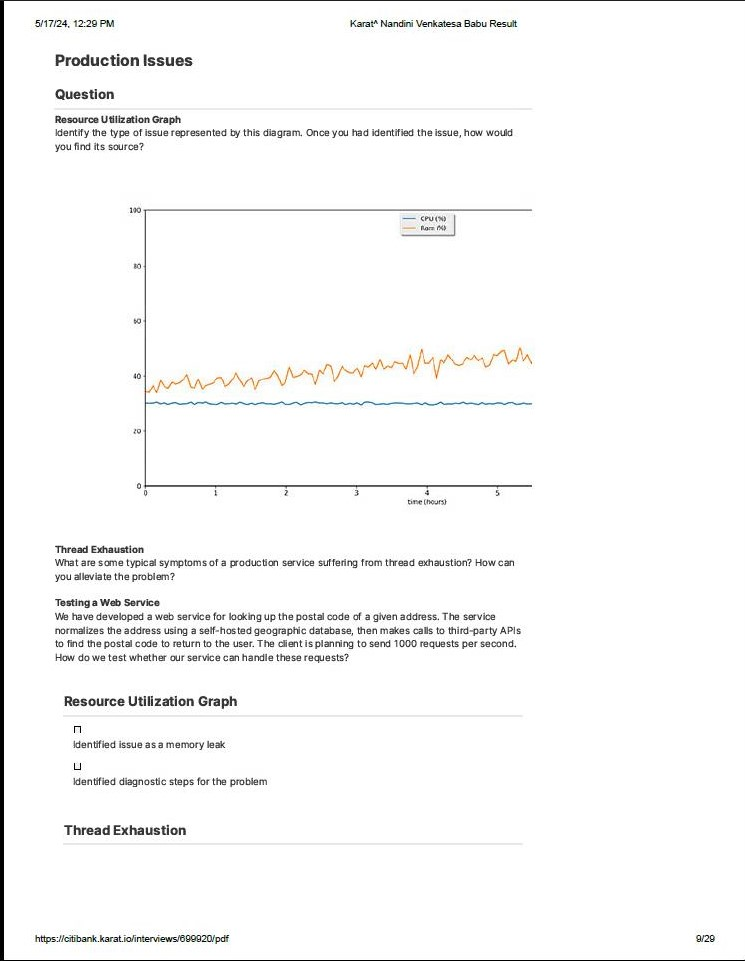 5/17/24, 12:29 PM
Karat^ Nandini Venkatesa Babu Result
Production Issues
Question
Resource Utilization Graph
Identify the type of issue represented by this diagram. Once you had identified the issue, how would
you find its source?
100
CPU (%)
Ram (%)
80
60
40
20
0
0 1 2 3 4 5
time (hours)
Thread Exhaustion
What are some typical symptoms of a production service suffering from thread exhaustion? How can
you alleviate the problem?
Testing a Web Service
We have developed a web service for looking up the postal code of a given address. The service
normalizes the address using a self-hosted geographic database, then makes calls to third-party APIs
to find the postal code to return to the user. The client is planning to send 1000 requests per second.
How do we test whether our service can handle these requests?
Resource Utilization Graph
Identified issue as a memory leak
Identified diagnostic steps for the problem
Thread Exhaustion
https://citibank.karat.io/interviews/699920/pdf
9/29